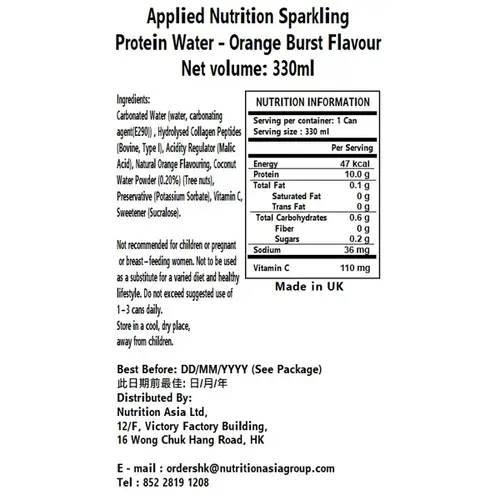 Applied Nutrition Sparkling
Protein Water – Orange Burst Flavour
Net volume: 330ml
Ingredients:
Carbonated Water (water, carbonating
agent(E290)) , Hydrolysed Collagen Peptides
(Bovine, Type I), Acidity Regulator (Malic
Acid), Natural Orange Flavouring, Coconut
Water Powder (0.20%) (Tree nuts),
Preservative (Potassium Sorbate), Vitamin C,
Sweetener (Sucralose).
Not recommended for children or pregnant
or breast-feeding women. Not to be used
as a substitute for a varied diet and healthy
lifestyle. Do not exceed suggested use of
1-3 cans daily.
Store in a cool, dry place,
away from children.
NUTRITION INFORMATION
Serving per container: 1 Can
Serving size : 330 ml
Per Serving
Energy 47 kcal
Protein 10.0 g
Total Fat 0.1 g
Saturated Fat 0 g
Trans Fat 0 g
Total Carbohydrates 0.6 g
Fiber 0 g
Sugars 0.2 g
Sodium 36 mg
Vitamin C 110 mg
Made in UK
Best Before: DD/MM/YYYY (See Package)
此日期前最佳: 日/月/年
Distributed By:
Nutrition Asia Ltd,
12/F, Victory Factory Building,
16 Wong Chuk Hang Road, HK
E - mail : ordershk@nutritionasiagroup.com
Tel : 852 2819 1208